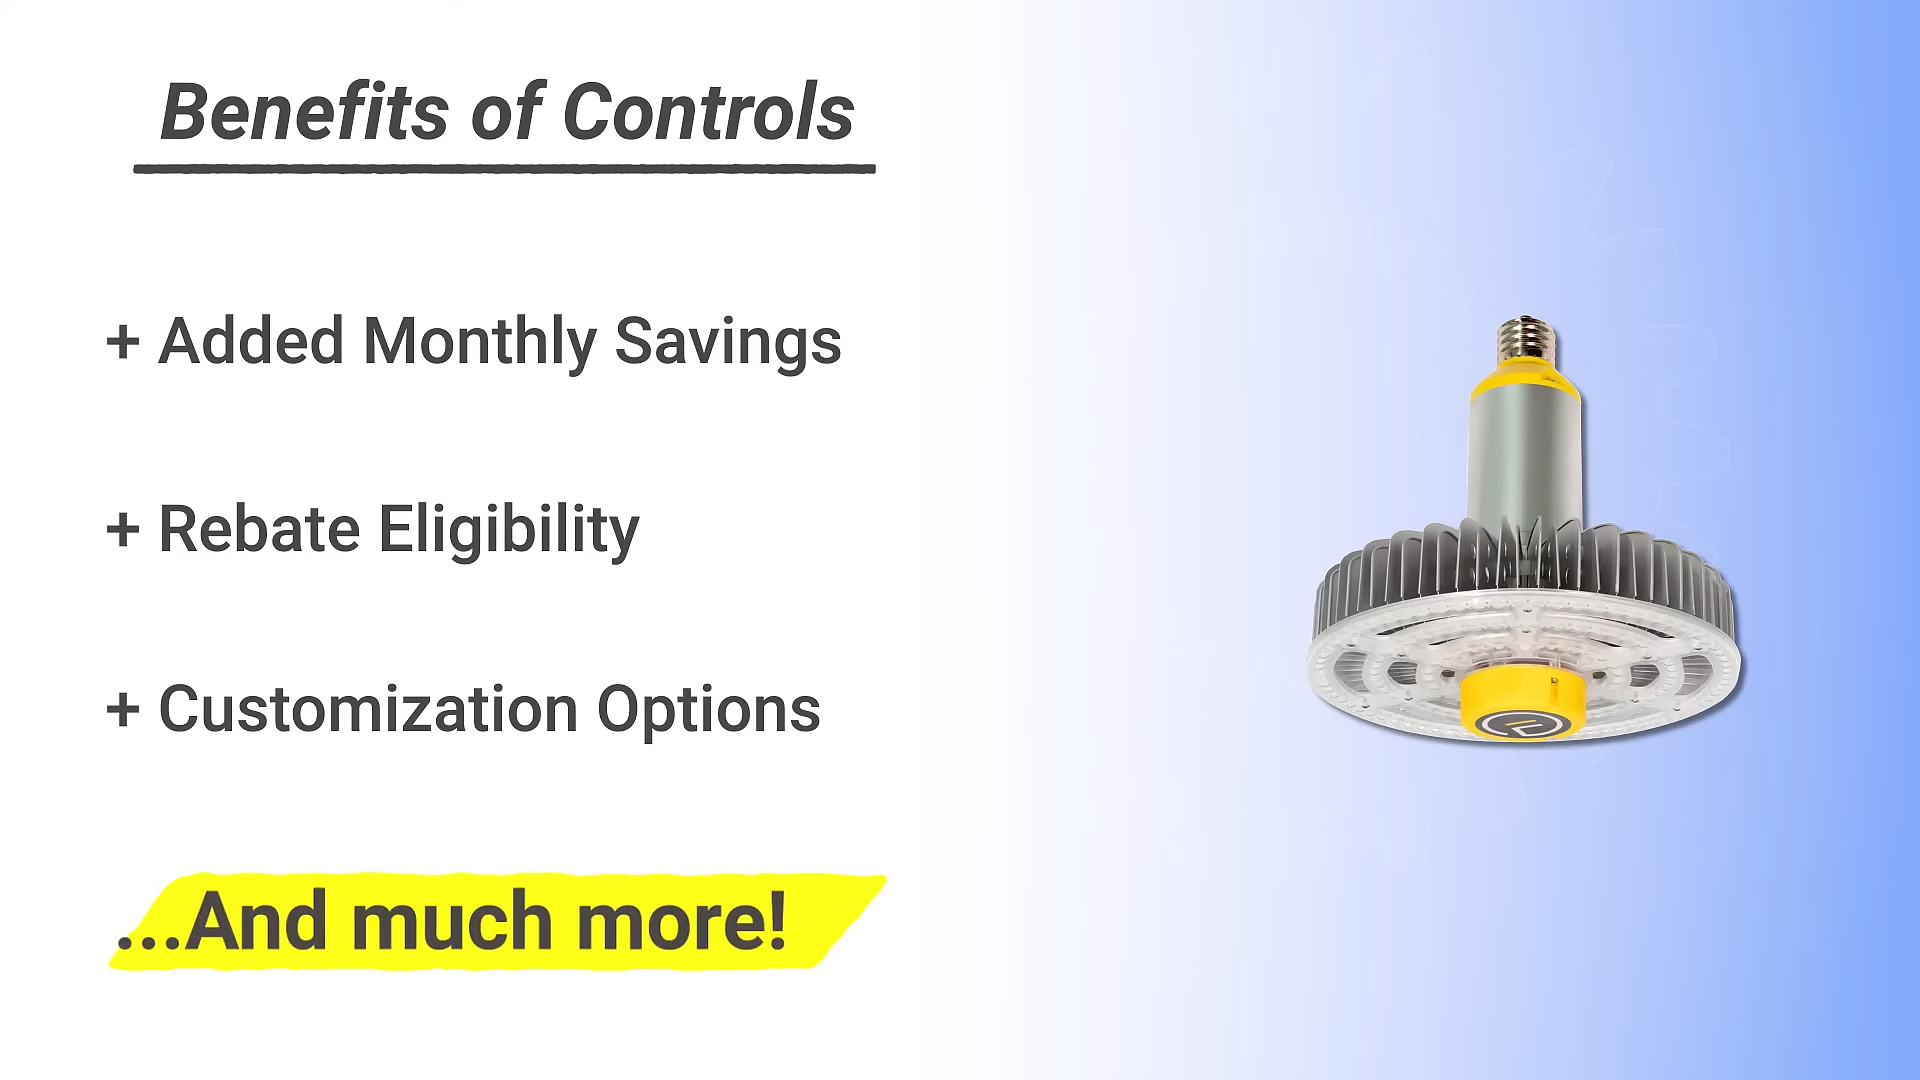 Benefits of Controls
+ Added Monthly Savings
+ Rebate Eligibility
+ Customization Options
...And much more!